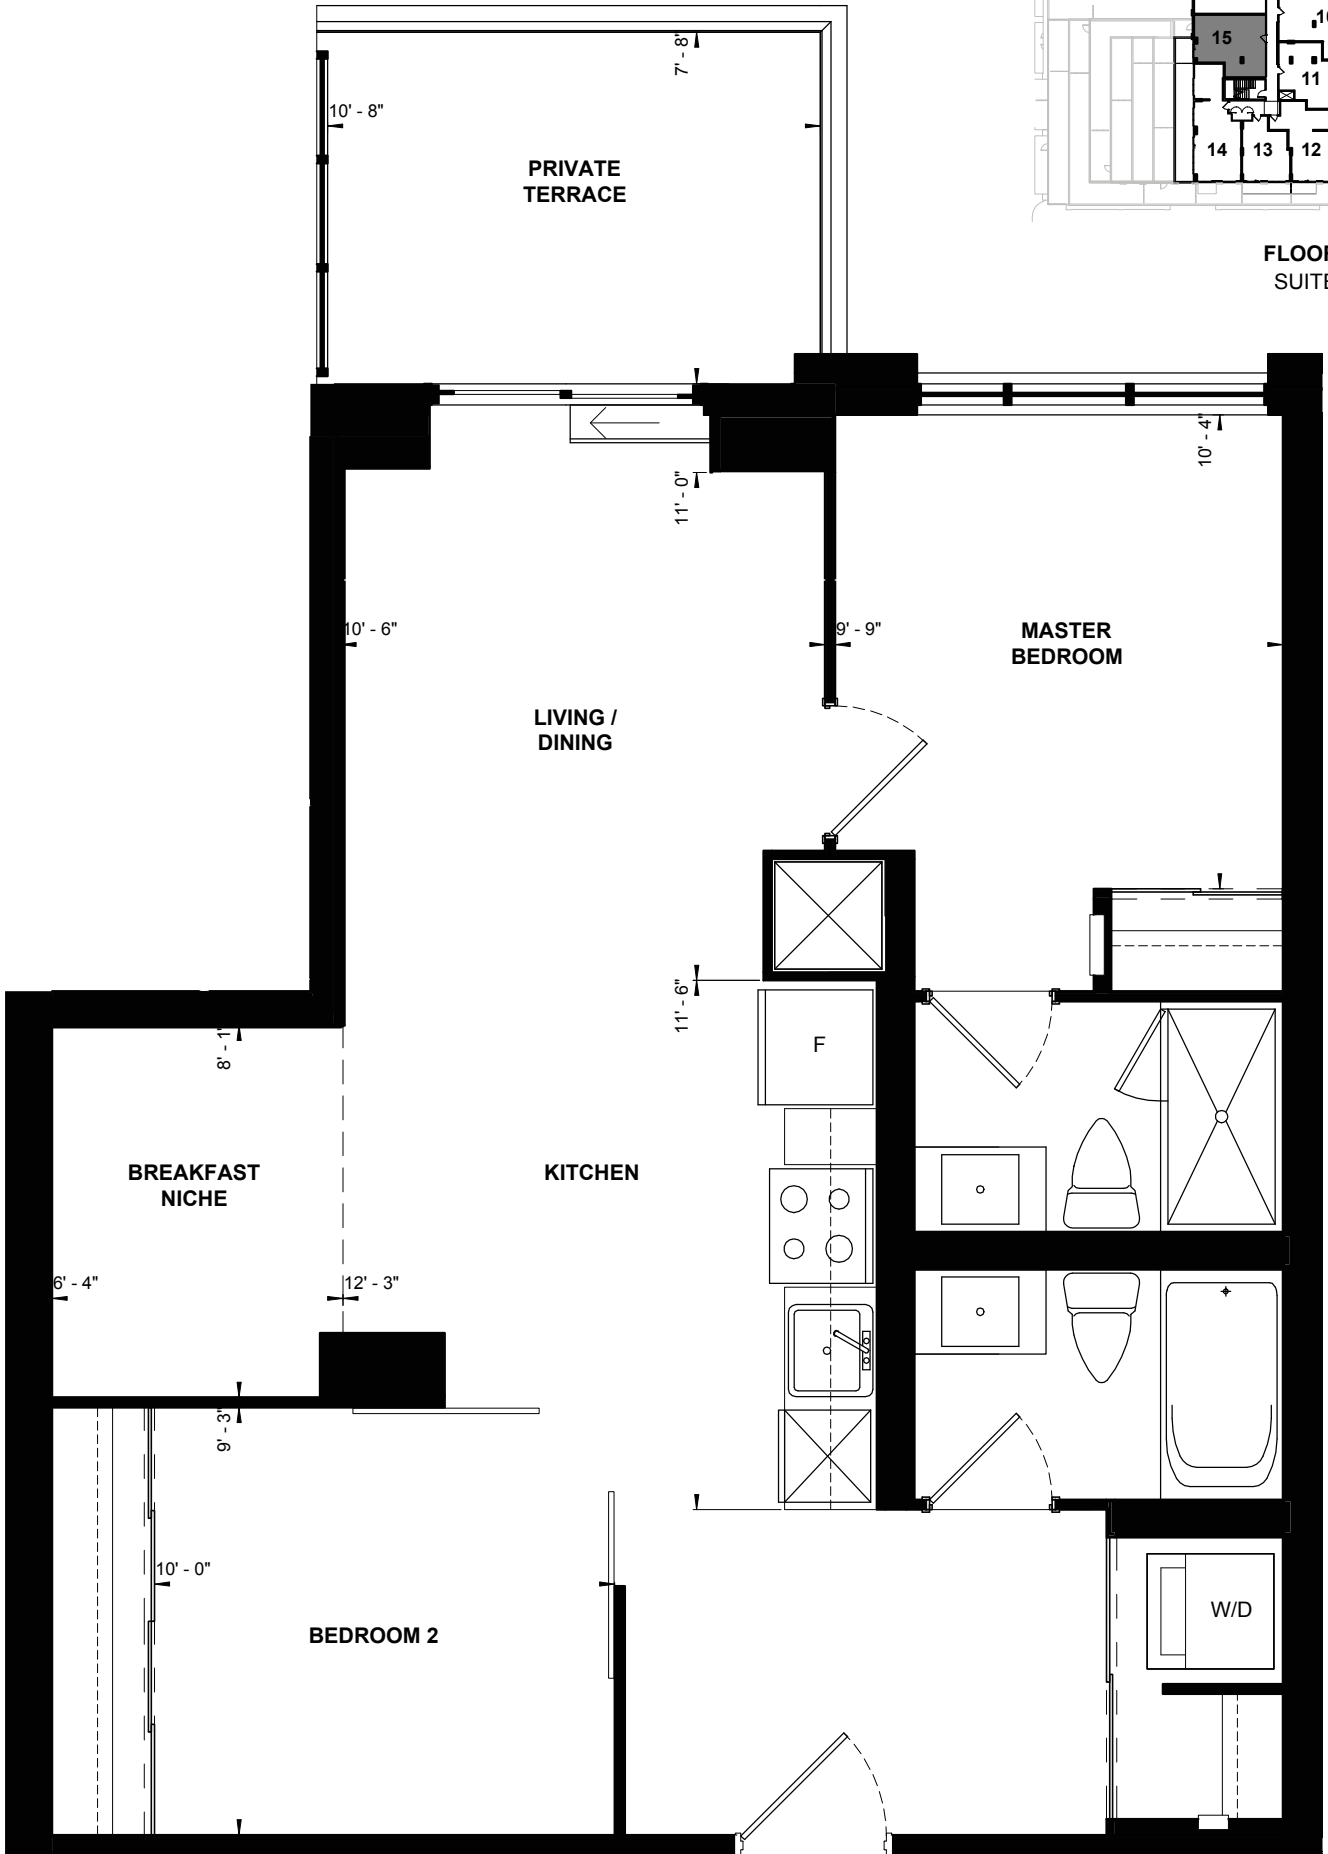 7' - 8"
10' - 8"
PRIVATE
TERRACE
15
11
14
13
12
FLOOR
SUITE
10' - 4"
11' - 0"
10' - 6"
9' - 9"
MASTER
BEDROOM
LIVING /
DINING
11' - 6"
8' - 1"
F
BREAKFAST
NICHE
KITCHEN
6' - 4"
12' - 3"
9' - 3"
10' - 0"
BEDROOM 2
W/D